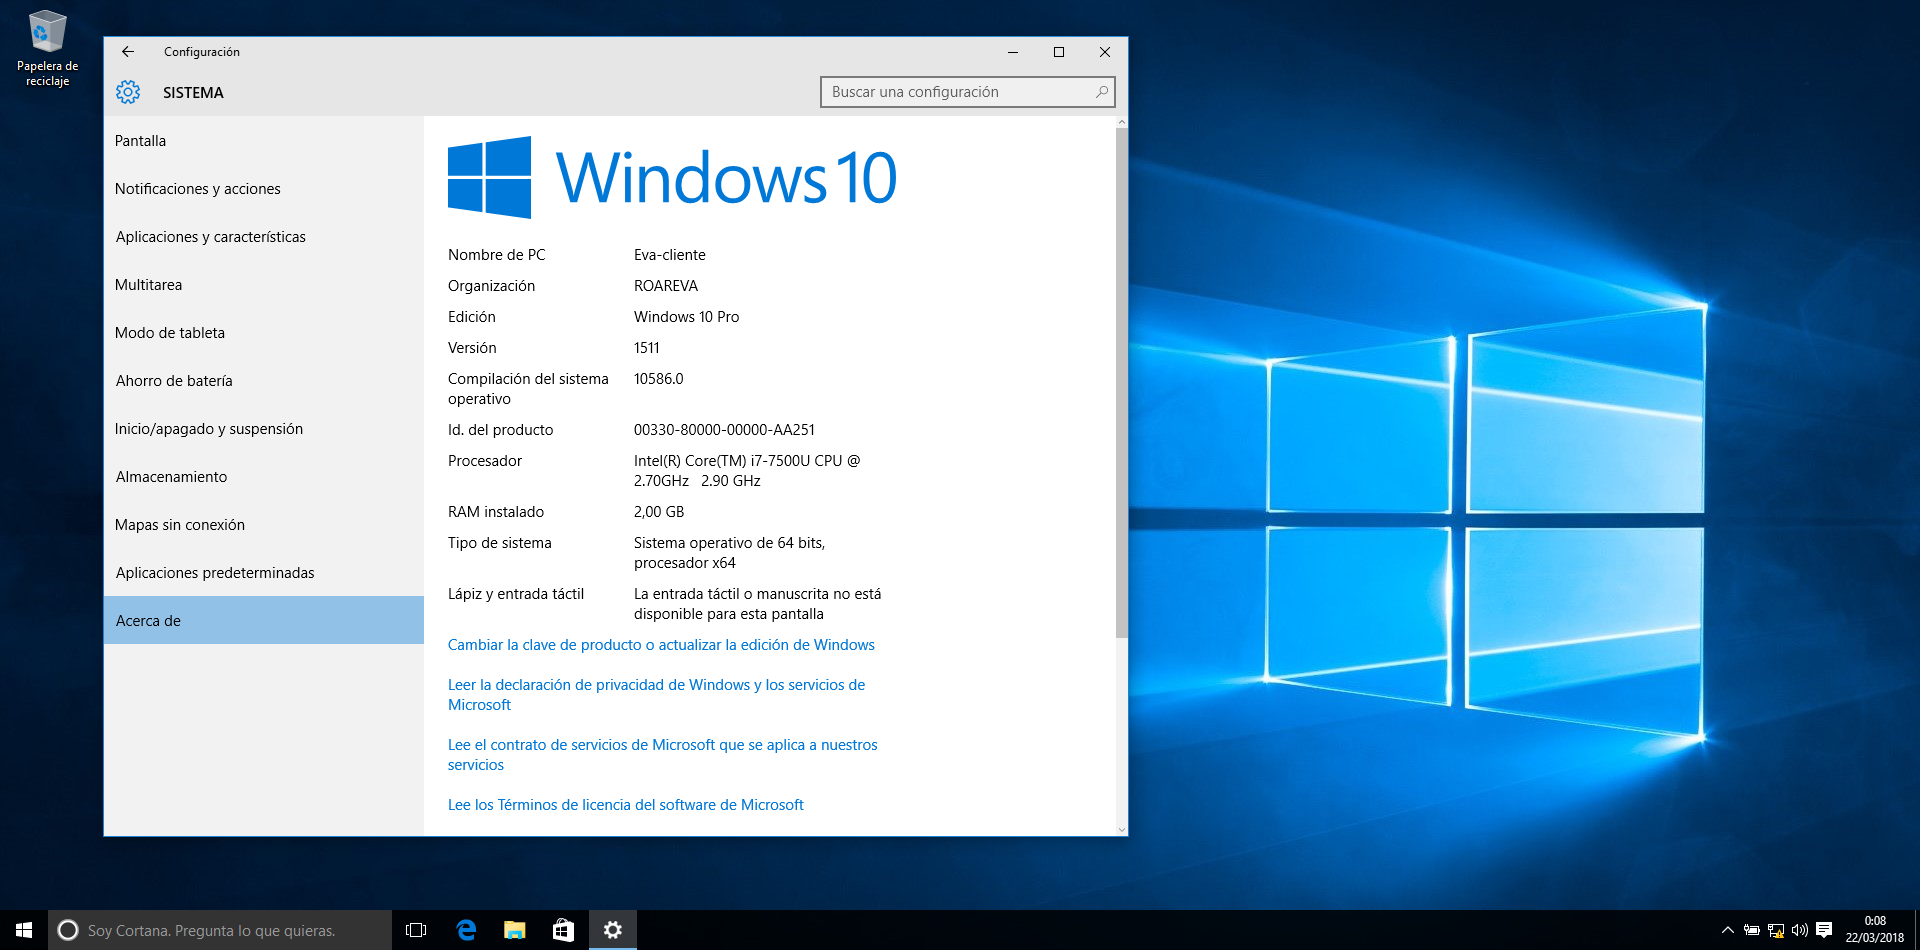 Papelera de
reciclaje
Configuración
SISTEMA
Buscar una configuración
Pantalla
Notificaciones y acciones
Aplicaciones y características
Multitarea
Modo de tableta
Ahorro de batería
Inicio/apagado y suspensión
Almacenamiento
Mapas sin conexión
Aplicaciones predeterminadas
Acerca de
Windows 10
Nombre de PC Eva-cliente
Organización ROAREVA
Edición Windows 10 Pro
Versión 1511
Compilación del sistema 10586.0
operativo
Id. del producto 00330-80000-00000-AA251
Procesador Intel(R) Core(TM) i7-7500U CPU @
2.70GHz 2.90 GHz
RAM instalado 2,00 GB
Tipo de sistema Sistema operativo de 64 bits,
procesador x64
Lápiz y entrada táctil La entrada táctil o manuscrita no está
disponible para esta pantalla
Cambiar la clave de producto o actualizar la edición de Windows
Leer la declaración de privacidad de Windows y los servicios de
Microsoft
Lee el contrato de servicios de Microsoft que se aplica a nuestros
servicios
Lee los Términos de licencia del software de Microsoft
Soy Cortana. Pregunta lo que quieras.
0:08
22/03/2018